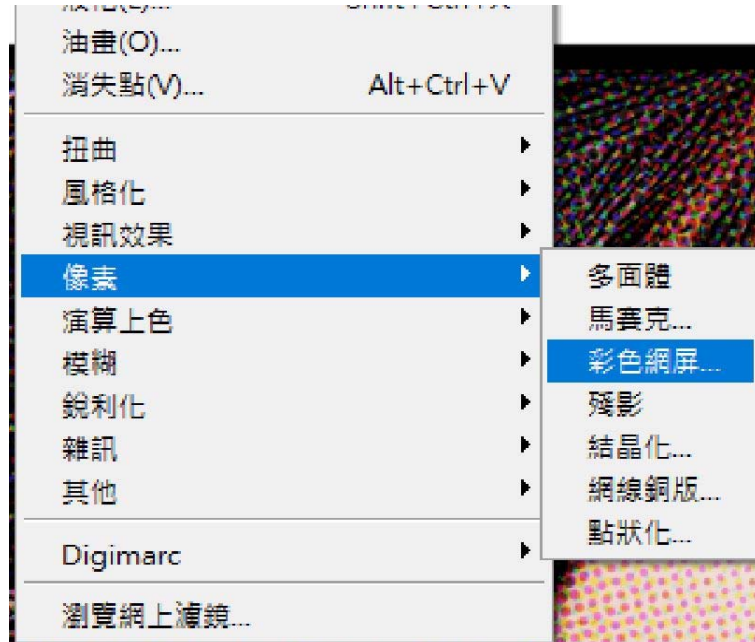 油畫(O)...
消失點(V)... Alt+Ctrl+V
扭曲
風格化
視訊效果
像素
演算上色
模糊
銳利化
雜訊
其他
Digimarc
瀏覽網上濾鏡...
多面體
馬賽克...
彩色網屏...
殘影
結晶化...
網線銅版...
點狀化...